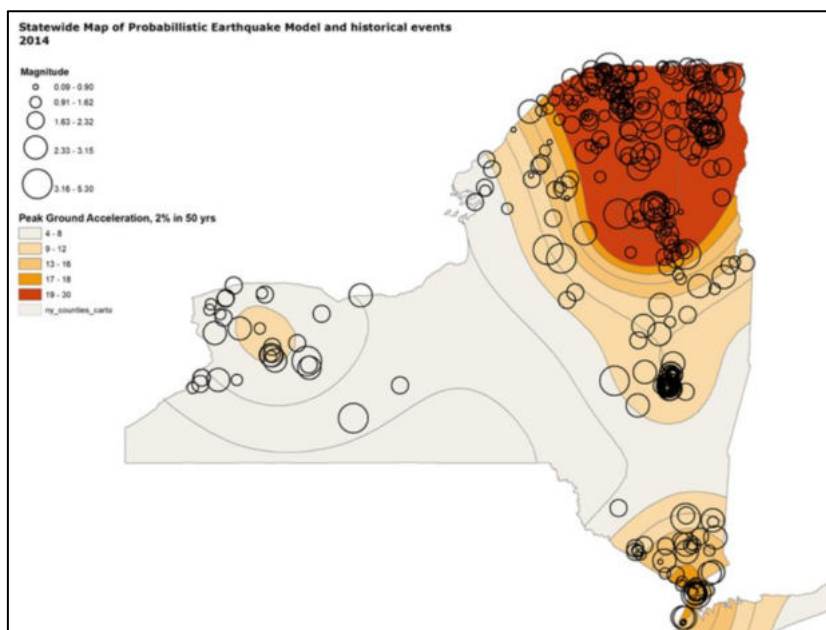 Statewide Map of Probabillistic Earthquake Model and historical events
2014
Magnitude
0.09 - 0.90
0.91 - 1.62
1.63 - 2.32
2.33 - 3.15
3.16 - 5.30
Peak Ground Acceleration, 2% in 50 yrs
4 - 8
9 - 12
13 - 16
17 - 18
19 - 30
ny_counties_carto